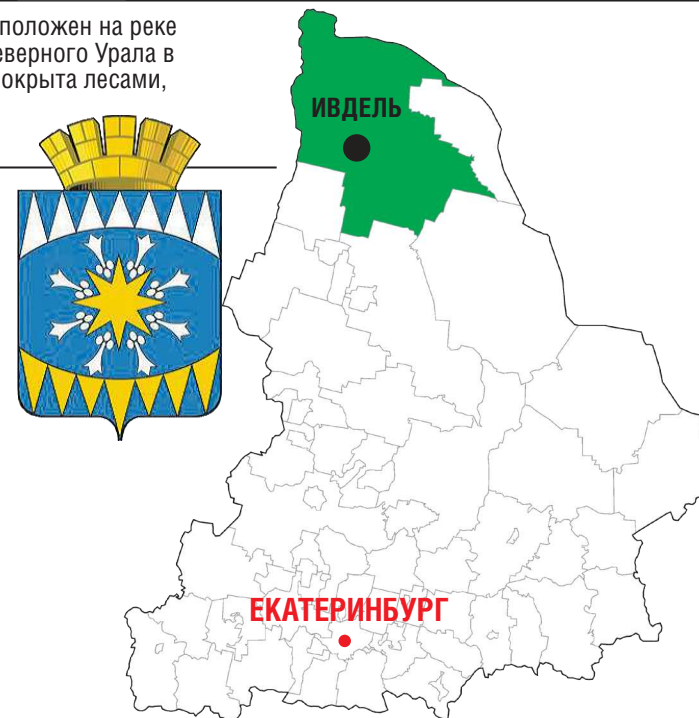 положен на реке
еверного Урала в
окрыта лесами,
ИВДЕЛЬ
ЕКАТЕРИНБУРГ